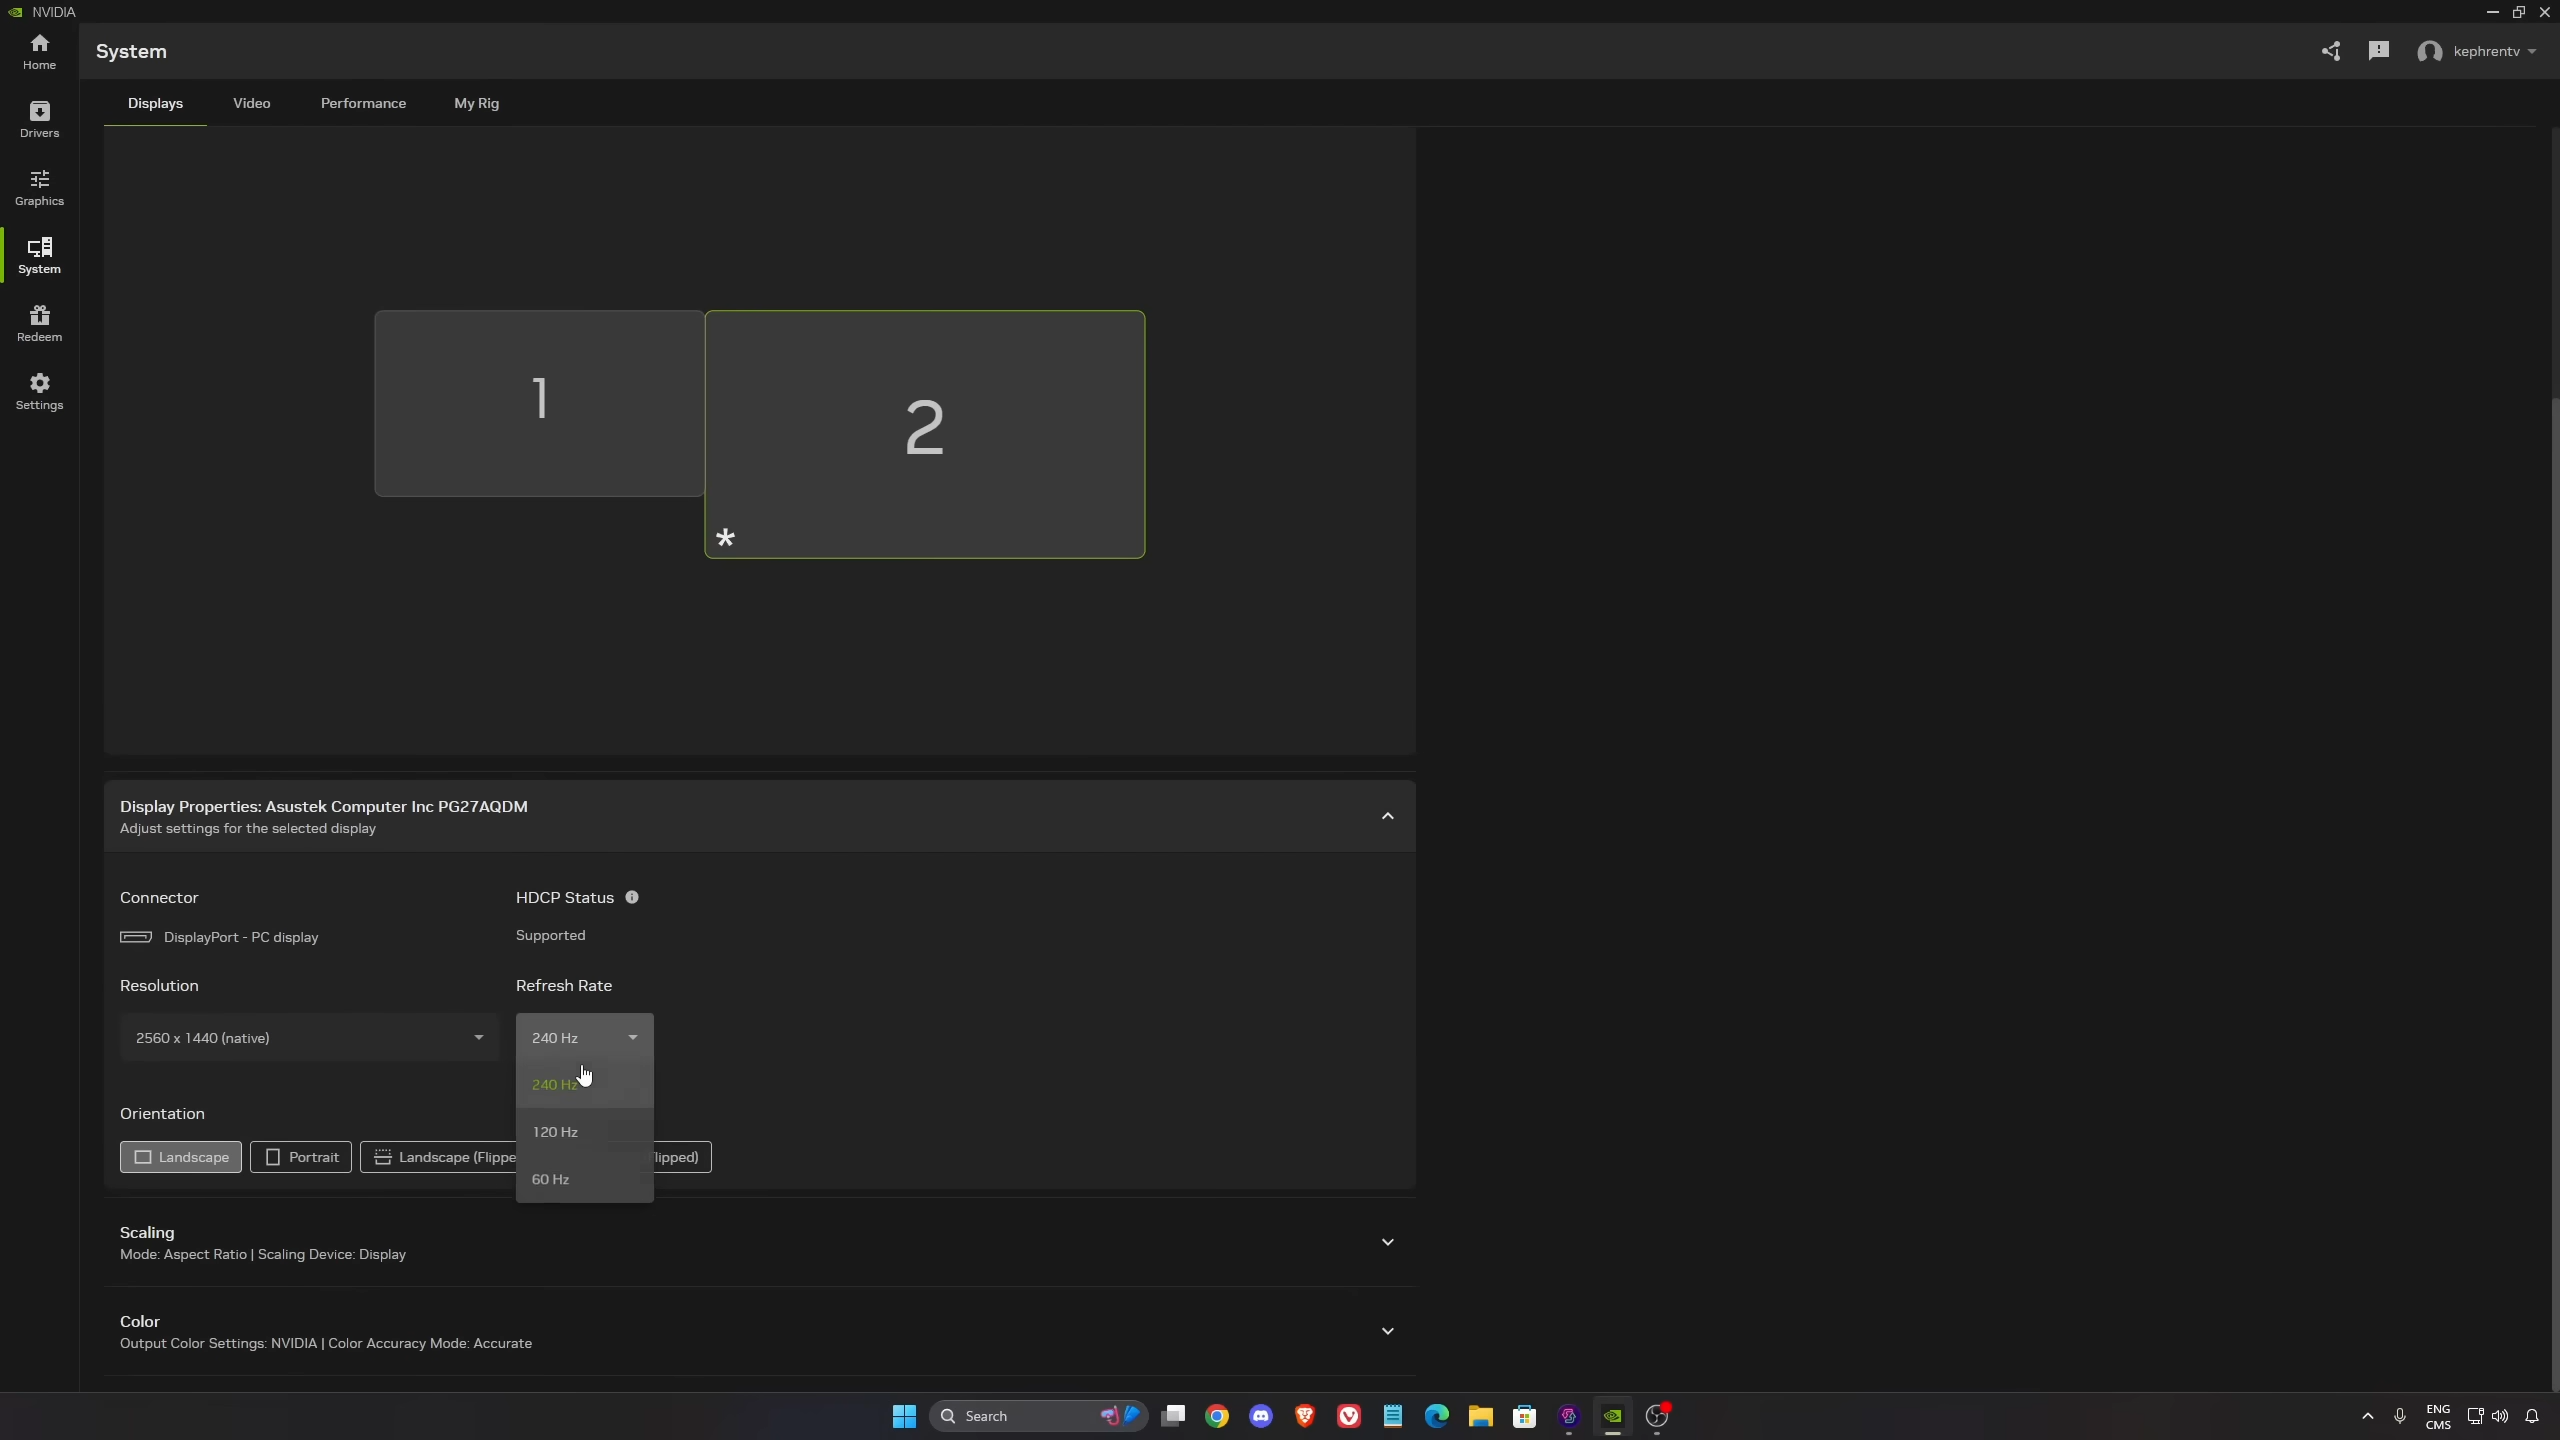 NVIDIA
Home
System
kephrentv
Displays
Video
Performance
My Rig
Drivers
Graphics
System
Redeem
Settings
1
2
*
Display Properties: Asustek Computer Inc PG27AQDM
Adjust settings for the selected display
Connector
HDCP Status
DisplayPort - PC display
Supported
Resolution
Refresh Rate
2560 x 1440 (native)
240 Hz
240 Hz
120 Hz
60 Hz
Orientation
Landscape
Portrait
Landscape (Flippe
lipped)
Scaling
Mode: Aspect Ratio | Scaling Device: Display
Color
Output Color Settings: NVIDIA | Color Accuracy Mode: Accurate
Search
ENG
CMS